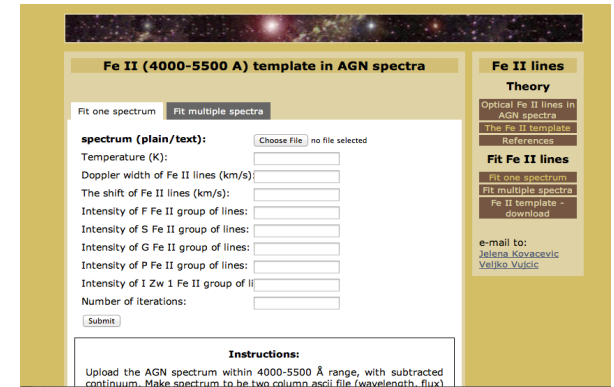 Fe II (4000-5500 A) template in AGN spectra
Fit one spectrum
Fit multiple spectra
spectrum (plain/text):
Choose File no file selected
Temperature (K):
Doppler width of Fe II lines (km/s):
The shift of Fe II lines (km/s):
Intensity of F Fe II group of lines:
Intensity of S Fe II group of lines:
Intensity of G Fe II group of lines:
Intensity of P Fe II group of lines:
Intensity of I Zw 1 Fe II group of li
Number of iterations:
Submit
Instructions:
Upload the AGN spectrum within 4000-5500 Å range, with subtracted
continuum. Make spectrum to be two column ascii file (wavelength, flux)
Fe II lines
Theory
Optical Fe II lines in
AGN spectra
The Fe II template
References
Fit Fe II lines
Fit one spectrum
Fit multiple spectra
Fe II template -
download
e-mail to:
Jelena Kovacevic
Veljko Vujcic